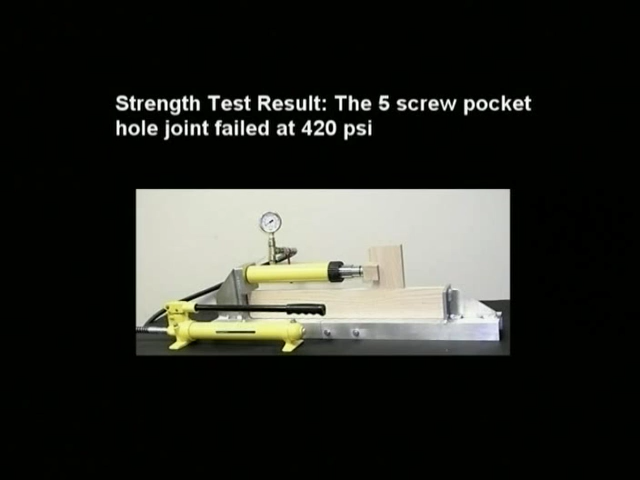 Strength Test Result: The 5 screw pocket
hole joint failed at 420 psi